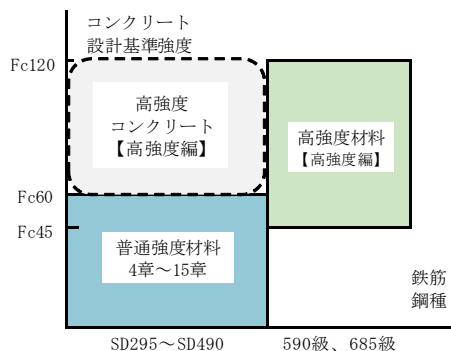 コンクリート
設計基準強度
Fc120
高強度
コンクリート
【高強度編】
高強度材料
【高強度編】
Fc60
Fc45
普通強度材料
4章～15章
鉄筋
鋼種
SD295～SD490
590級、685級